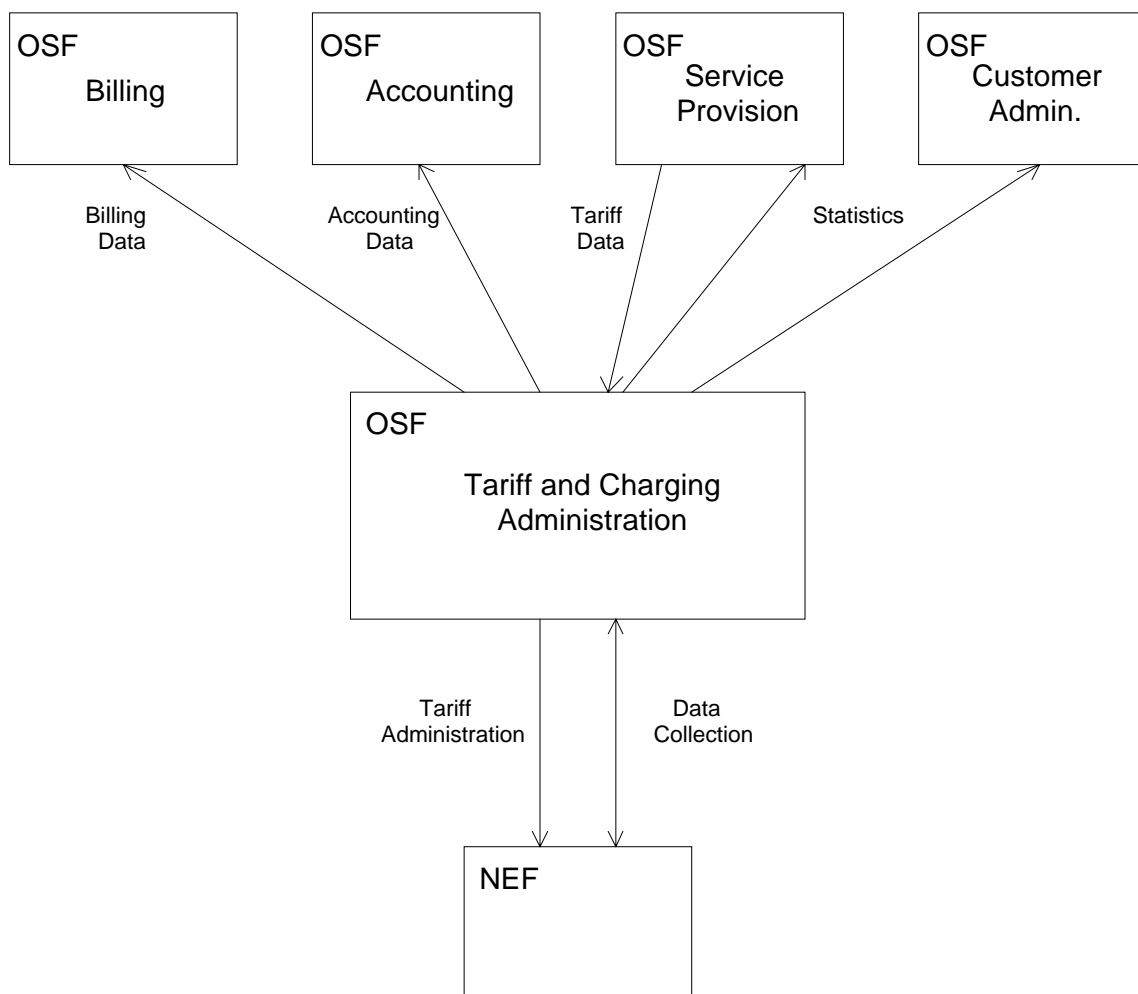 OSF
Billing
OSF
Accounting
OSF
Service
Provision
OSF
Customer
Admin.
Billing
Data
Accounting
Data
Tariff
Data
Statistics
OSF
Tariff and Charging
Administration
Tariff
Administration
Data
Collection
NEF